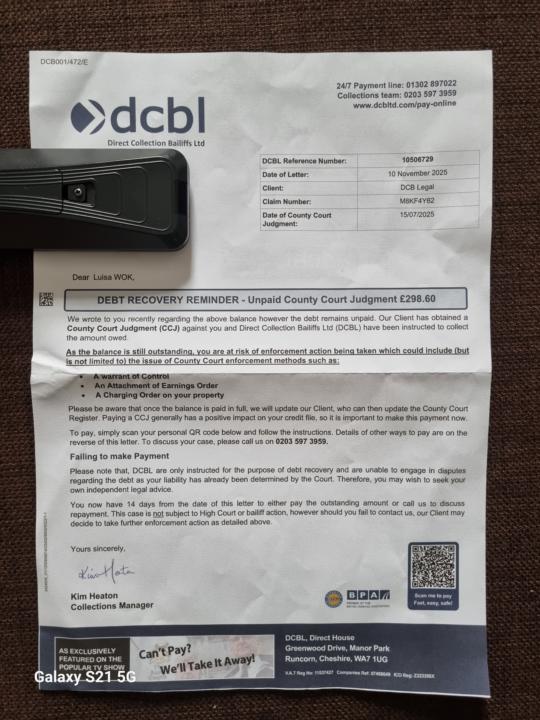 DCB001/472/E
24/7 Payment line: 01302 897022
Collections team: 0203 597 3959
www.dcbltd.com/pay-online
dcbl
Direct Collection Bailiffs Ltd
DCBL Reference Number: 10506729
Date of Letter: 10 November 2025
Client: DCB Legal
Claim Number: M8KF4Y62
Date of County Court Judgment: 15/07/2025
Dear Luisa WOK,
DEBT RECOVERY REMINDER - Unpaid County Court Judgment £298.60
We wrote to you recently regarding the above balance however the debt remains unpaid. Our Client has obtained a
County Court Judgment (CCJ) against you and Direct Collection Bailiffs Ltd (DCBL) have been instructed to collect
the amount owed.
As the balance is still outstanding, you are at risk of enforcement action being taken which could include (but
is not limited to) the issue of County Court enforcement methods such as:
• A warrant of Control
• An Attachment of Earnings Order
• A Charging Order on your property
Please be aware that once the balance is paid in full, we will update our Client, who can then update the County Court
Register. Paying a CCJ generally has a positive impact on your credit file, so it is important to make this payment now.
To pay, simply scan your personal QR code below and follow the instructions. Details of other ways to pay are on the
reverse of this letter. To discuss your case, please call us on 0203 597 3959.
Failing to make Payment
Please note that, DCBL are only instructed for the purpose of debt recovery and are unable to engage in disputes
regarding the debt as your liability has already been determined by the Court. Therefore, you may wish to seek your
own independent legal advice.
You now have 14 days from the date of this letter to either pay the outstanding amount or call us to discuss
repayment. This case is not subject to High Court or bailiff action, however should you fail to contact us, our Client may
decide to take further enforcement action as detailed above.
Yours sincerely,
Kim Heaton
Collections Manager
BPA
Scan me to pay
Fast, easy, safe!
AS EXCLUSIVELY
FEATURED ON THE
POPULAR TV SHOW
Can't Pay?
We'll Take It Away!
DCBL, Direct House
Greenwood Drive, Manor Park
Runcorn, Cheshire, WA7 1UG
Galaxy S21 5G